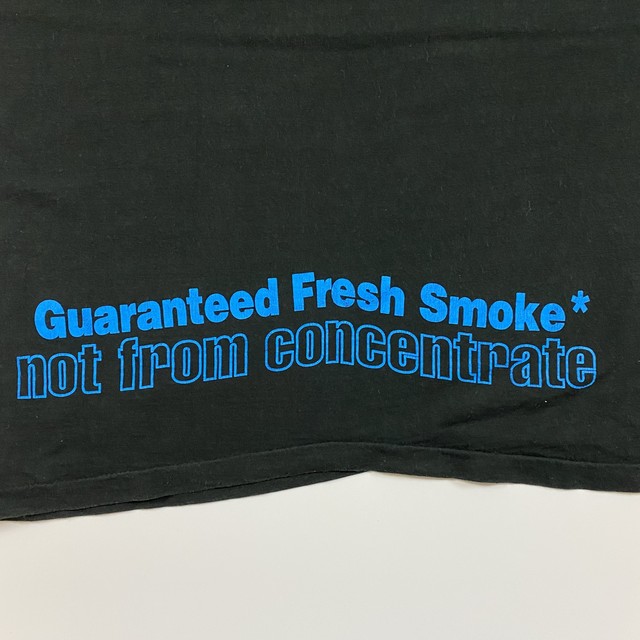 Guaranteed Fresh Smoke*
not from concentrate